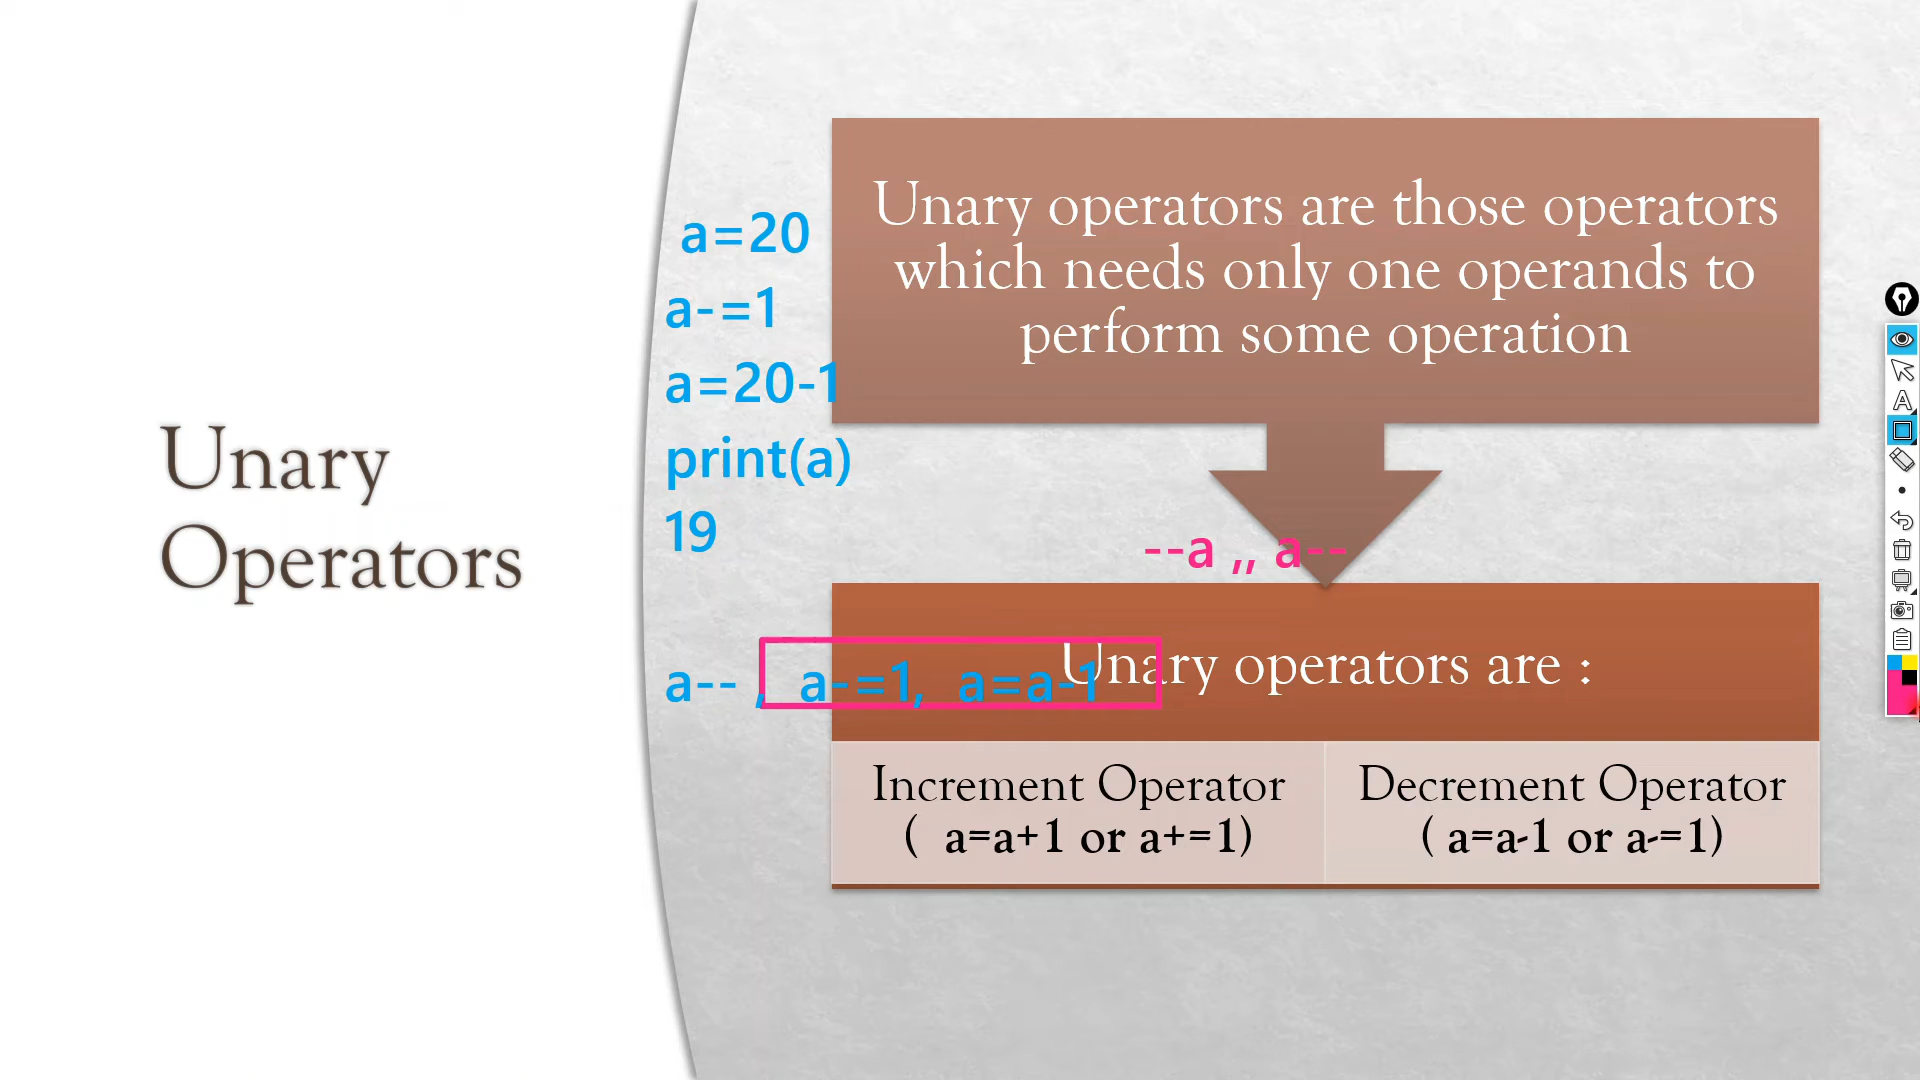 Unary
Operators
a=20
a-=1
a=20-1
print(a)
19
a-- , a-=1, a=a-1
Unary operators are those operators
which needs only one operands to
perform some operation
--a ,, a--
Unary operators are :
Increment Operator
( a=a+1 or a+=1)
Decrement Operator
( a=a-1 or a-=1)
A